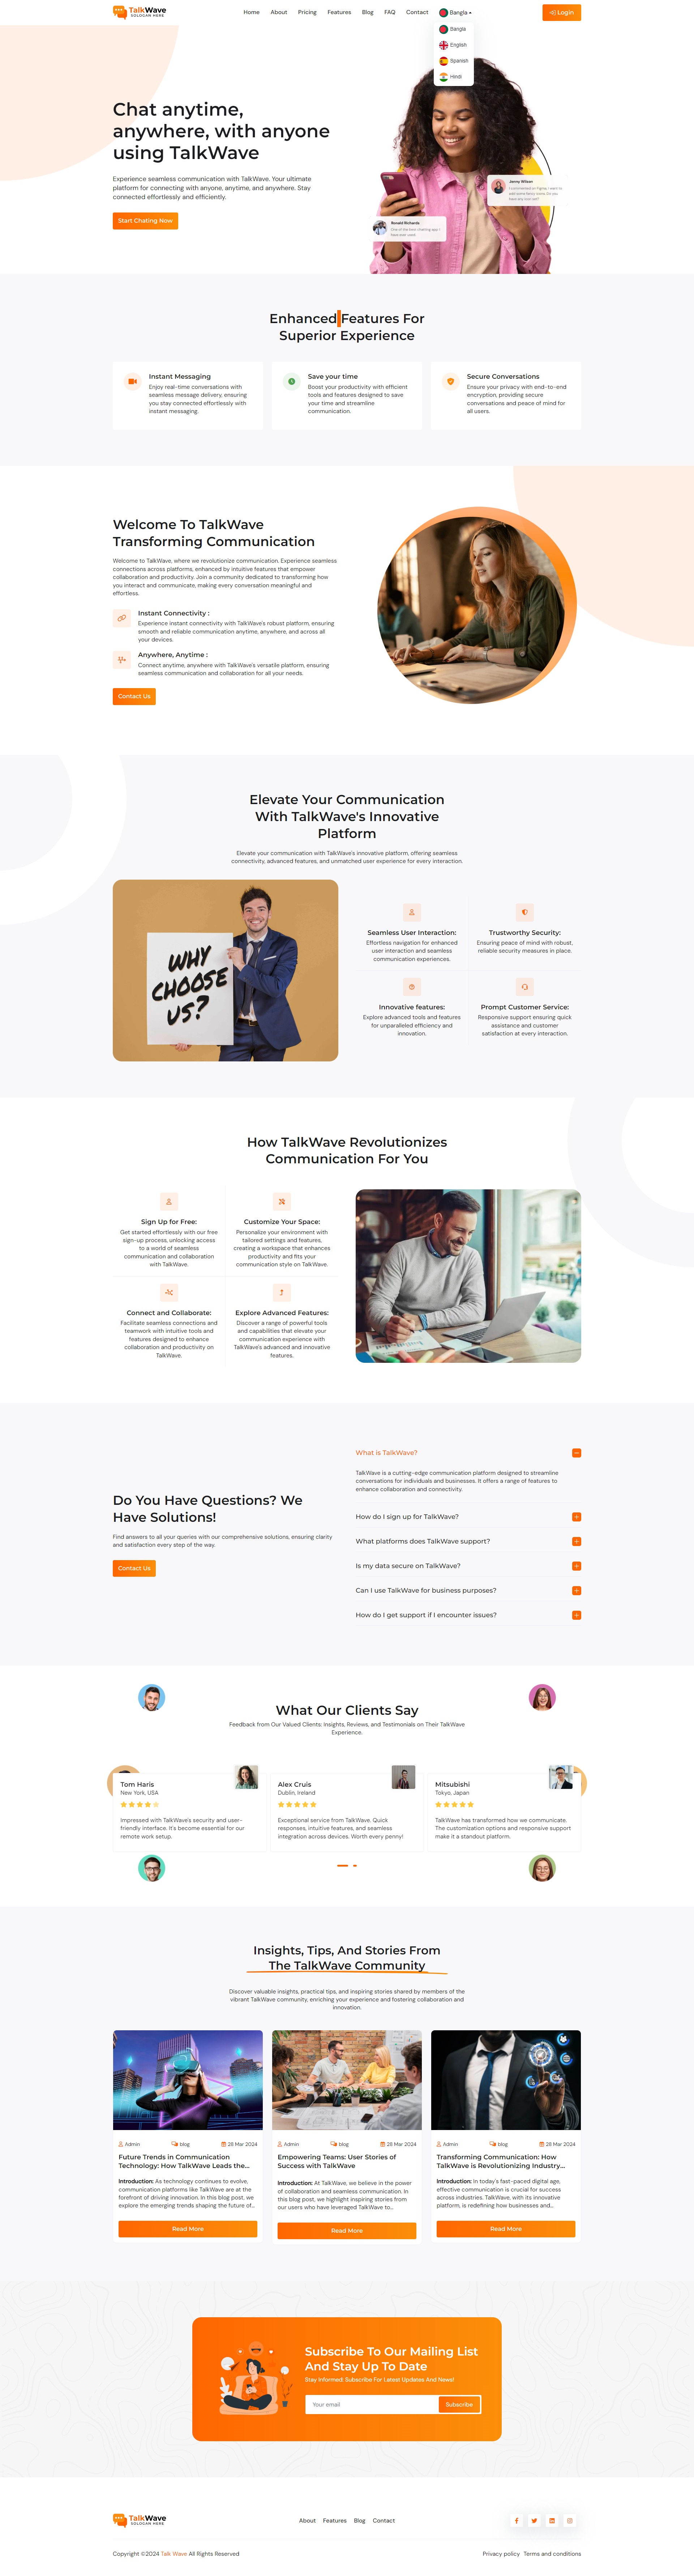 TalkWave
SOLOGAN HERE
Home About Pricing Features Blog FAQ Contact Bangla Login
Bangla
English
Spanish
Hindi
Chat anytime,
anywhere, with anyone
using TalkWave
Experience seamless communication with TalkWave. Your ultimate
platform for connecting with anyone, anytime, and anywhere. Stay
connected effortlessly and efficiently.
Start Chating Now
Jenny Wilson
Ronald Richards
Enhanced Features For
Superior Experience
Instant Messaging
Enjoy real-time conversations with
seamless message delivery, ensuring
you stay connected effortlessly with
instant messaging.
Save your time
Boost your productivity with efficient
tools and features designed to save
your time and streamline
communication.
Secure Conversations
Ensure your privacy with end-to-end
encryption, providing secure
conversations and peace of mind for
all users.
Welcome To TalkWave
Transforming Communication
Welcome to TalkWave, where we revolutionize communication. Experience seamless
connections across platforms, enhanced by intuitive features that empower
collaboration and productivity. Join a community dedicated to transforming how
you interact and communicate, making every conversation meaningful and
effortless.
Instant Connectivity :
Experience instant connectivity with TalkWave's robust platform, ensuring
smooth and reliable communication anytime, anywhere, and across all
your devices.
Anywhere, Anytime :
Connect anytime, anywhere with TalkWave's versatile platform, ensuring
seamless communication and collaboration for all your needs.
Contact Us
Elevate Your Communication
With TalkWave's Innovative
Platform
Elevate your communication with TalkWave's innovative platform, offering seamless
connectivity, advanced features, and unmatched user experience for every interaction.
WHY
CHOOSE
US?
Seamless User Interaction:
Effortless navigation for enhanced
user interaction and seamless
communication experiences.
Trustworthy Security:
Ensuring peace of mind with robust,
reliable security measures in place.
Innovative features:
Explore advanced tools and features
for unparalleled efficiency and
innovation.
Prompt Customer Service:
Responsive support ensuring quick
assistance and customer
satisfaction at every interaction.
How TalkWave Revolutionizes
Communication For You
Sign Up for Free:
Get started effortlessly with our free
sign-up process, unlocking access
to a world of seamless
communication and collaboration
with TalkWave.
Customize Your Space:
Personalize your environment with
tailored settings and features,
creating a workspace that enhances
productivity and fits your
communication style on TalkWave.
Connect and Collaborate:
Facilitate seamless connections and
teamwork with intuitive tools and
features designed to enhance
collaboration and productivity on
TalkWave.
Explore Advanced Features:
Discover a range of powerful tools
and capabilities that elevate your
communication experience with
TalkWave's advanced and innovative
features.
Do You Have Questions? We
Have Solutions!
Find answers to all your queries with our comprehensive solutions, ensuring clarity
and satisfaction every step of the way.
Contact Us
What is TalkWave?
TalkWave is a cutting-edge communication platform designed to streamline
conversations for individuals and businesses. It offers a range of features to
enhance collaboration and connectivity.
How do I sign up for TalkWave?
What platforms does TalkWave support?
Is my data secure on TalkWave?
Can I use TalkWave for business purposes?
How do I get support if I encounter issues?
What Our Clients Say
Feedback from Our Valued Clients: Insights, Reviews, and Testimonials on Their TalkWave
Experience.
Tom Haris
New York, USA
Impressed with TalkWave's security and user-
friendly interface. It's become essential for our
remote work setup.
Alex Cruis
Dublin, Ireland
Exceptional service from TalkWave. Quick
responses, intuitive features, and seamless
integration across devices. Worth every penny!
Mitsubishi
Tokyo, Japan
TalkWave has transformed how we communicate.
The customization options and responsive support
make it a standout platform.
Insights, Tips, And Stories From
The TalkWave Community
Discover valuable insights, practical tips, and inspiring stories shared by members of the
vibrant TalkWave community, enriching your experience and fostering collaboration and
innovation.
Admin blog 28 Mar 2024
Future Trends in Communication
Technology: How TalkWave Leads the...
Introduction: As technology continues to evolve,
communication platforms like TalkWave are at the
forefront of driving innovation. In this blog post, we
explore the emerging trends shaping the future of...
Read More
Admin blog 28 Mar 2024
Empowering Teams: User Stories of
Success with TalkWave
Introduction: At TalkWave, we believe in the power
of collaboration and seamless communication. In
this blog post, we highlight inspiring stories from
our users who have leveraged TalkWave to...
Read More
Admin blog 28 Mar 2024
Transforming Communication: How
TalkWave is Revolutionizing Industry...
Introduction: In today's fast-paced digital age,
effective communication is crucial for success
across industries. TalkWave, with its innovative
platform, is redefining how businesses and...
Read More
Subscribe To Our Mailing List
And Stay Up To Date
Stay Informed: Subscribe For Latest Updates And News!
Your email Subscribe
TalkWave
SOLOGAN HERE
About Features Blog Contact
Copyright ©2024 Talk Wave All Rights Reserved
Privacy policy Terms and conditions